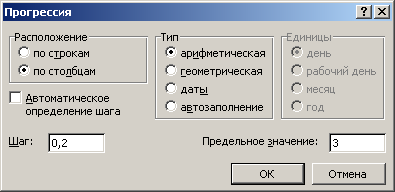 Прогрессия
Расположение
по строкам
по столбцам
Автоматическое
определение шага
Тип
арифметическая
геометрическая
даты
автозаполнение
Единицы
день
рабочий день
месяц
год
Шаг: 0,2
Предельное значение: 3
ОК
Отмена